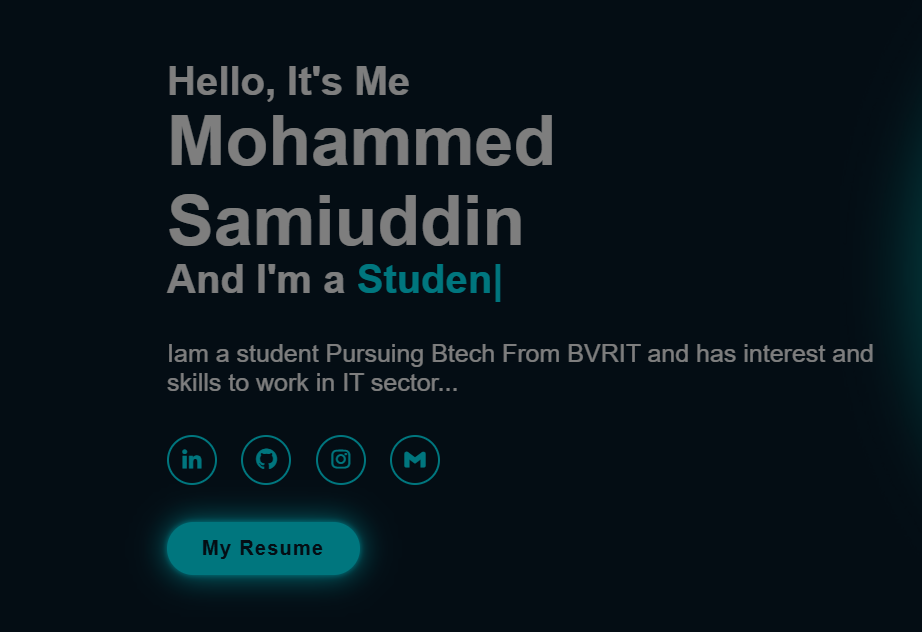 Hello, It's Me
Mohammed
Samiuddin
And I'm a Studen|
Iam a student Pursuing Btech From BVRIT and has interest and
skills to work in IT sector...
My Resume